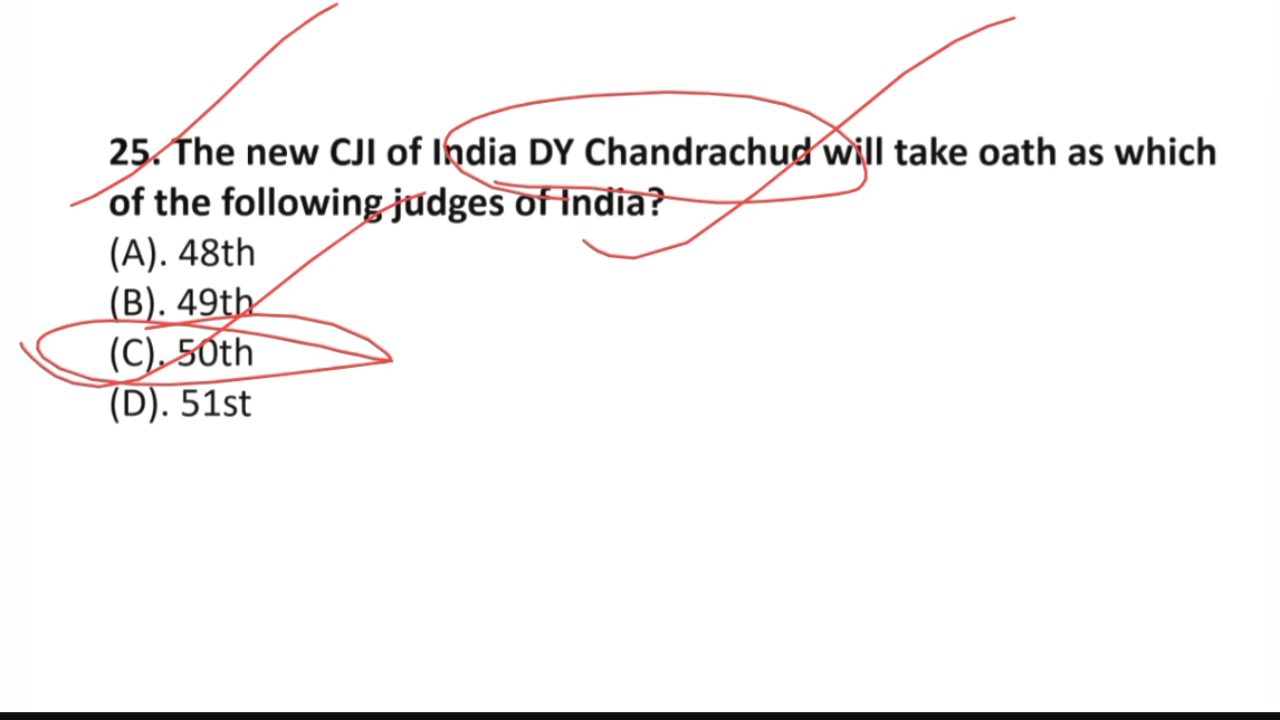 25. The new CJI of India DY Chandrachud will take oath as which
of the following judges of India?
(A). 48th
(B). 49th
(C). 50th
(D). 51st